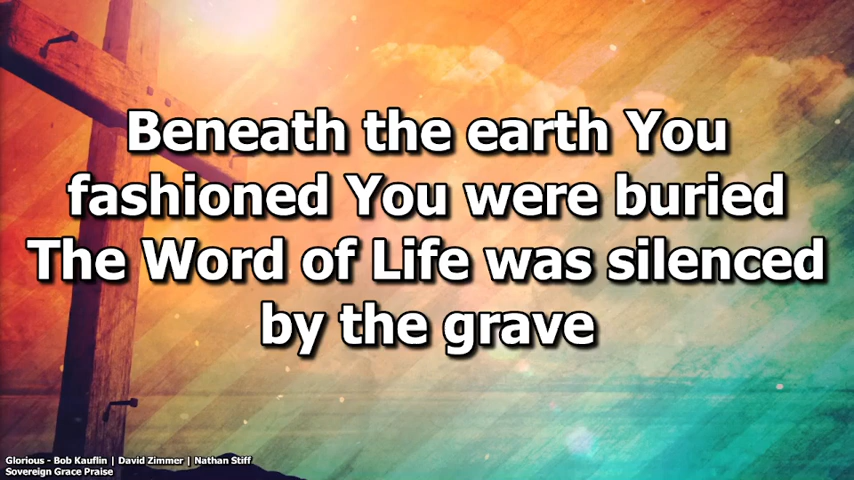 Beneath the earth You
fashioned You were buried
The Word of Life was silenced
by the grave
Glorious - Bob Kauflin | David Zimmer | Nathan Stiff
Sovereign Grace Praise